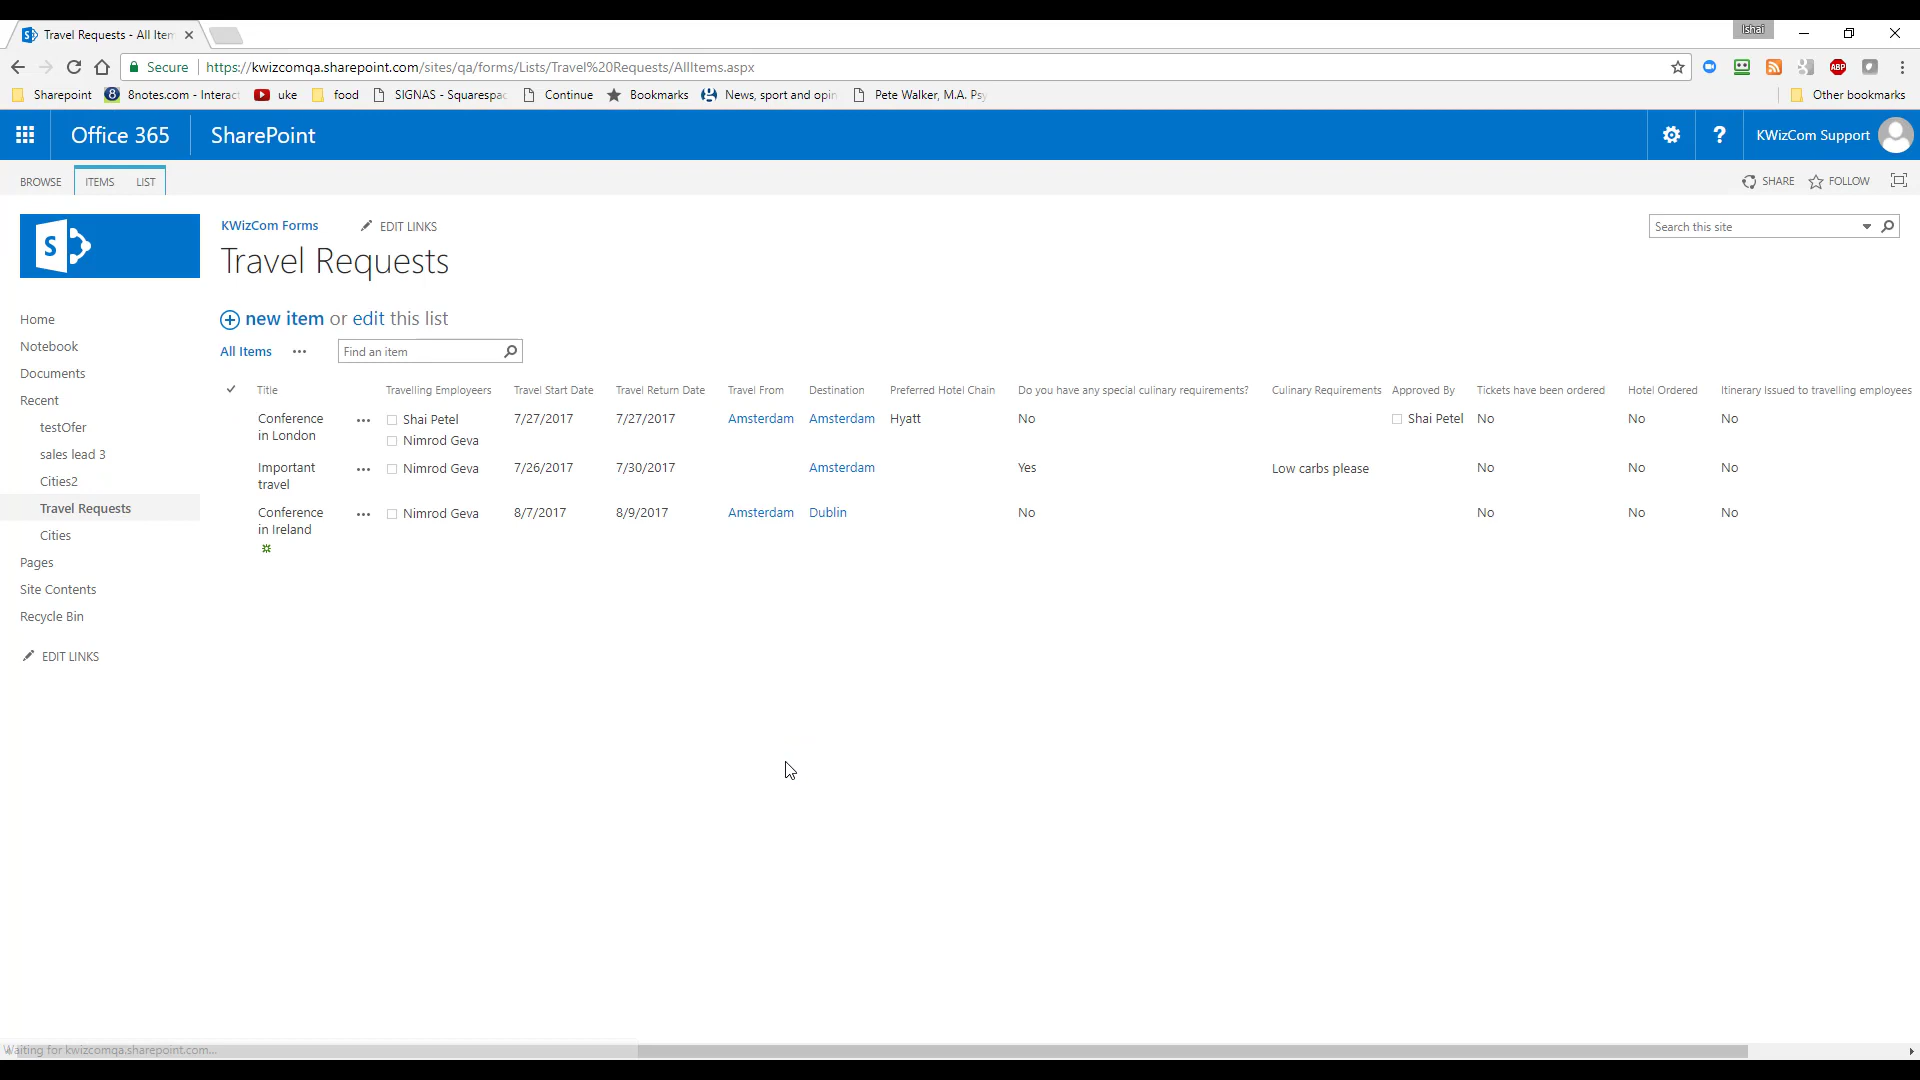 Travel Requests - All Iten
Ishai
Secure https://kwizcomqa.sharepoint.com/sites/qa/forms/Lists/Travel%20Requests/AllItems.aspx
ABP
Sharepoint 8notes.com - Interact uke food SIGNAS - Squarespac Continue Bookmarks News, sport and opin Pete Walker, M.A. Psy Other bookmarks
Office 365 SharePoint ? KWizCom Support
BROWSE ITEMS LIST SHARE FOLLOW
S
KWizCom Forms EDIT LINKS
Search this site
Travel Requests
new item or edit this list
All Items ... Find an item
Title Travelling Employeers Travel Start Date Travel Return Date Travel From Destination Preferred Hotel Chain Do you have any special culinary requirements? Culinary Requirements Approved By Tickets have been ordered Hotel Ordered Itinerary Issued to travelling employees
Conference in London ... Shai Petel Nimrod Geva 7/27/2017 7/27/2017 Amsterdam Amsterdam Hyatt No Shai Petel No No No
Important travel ... Nimrod Geva 7/26/2017 7/30/2017 Amsterdam Yes Low carbs please No No No
Conference in Ireland ... Nimrod Geva 8/7/2017 8/9/2017 Amsterdam Dublin No No No No
Home
Notebook
Documents
Recent
testOfer
sales lead 3
Cities2
Travel Requests
Cities
Pages
Site Contents
Recycle Bin
EDIT LINKS
Waiting for kwizcomqa.sharepoint.com...